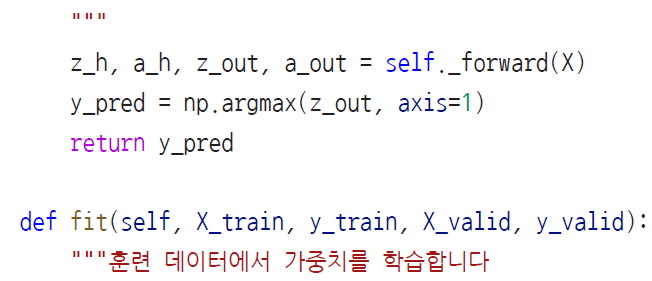 """
z_h, a_h, z_out, a_out = self._forward(X)
y_pred = np.argmax(z_out, axis=1)
return y_pred
def fit(self, X_train, y_train, X_valid, y_valid):
"""훈련 데이터에서 가중치를 학습합니다